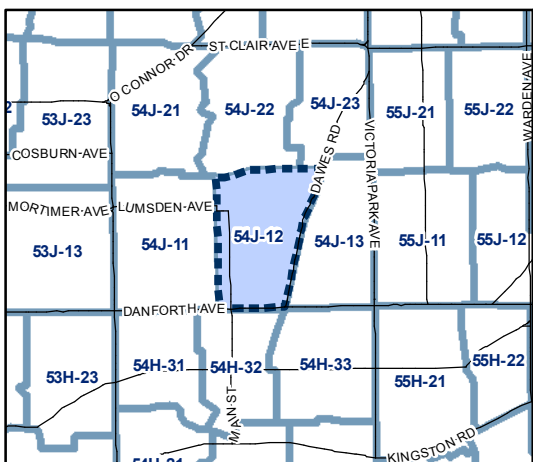 ST CLAIR AVE E
O CONNOR DR
WARDEN AVE
54J-21
54J-22
54J-23
55J-21
55J-22
53J-23
DAWES RD
VICTORIA PARK AVE
COSBURN AVE
MORTIMER AVE
LUMSDEN AVE
54J-12
53J-13
54J-11
54J-13
55J-11
55J-12
DANFORTH AVE
54H-31
54H-32
54H-33
55H-22
53H-23
55H-21
MAIN ST
KINGSTON RD